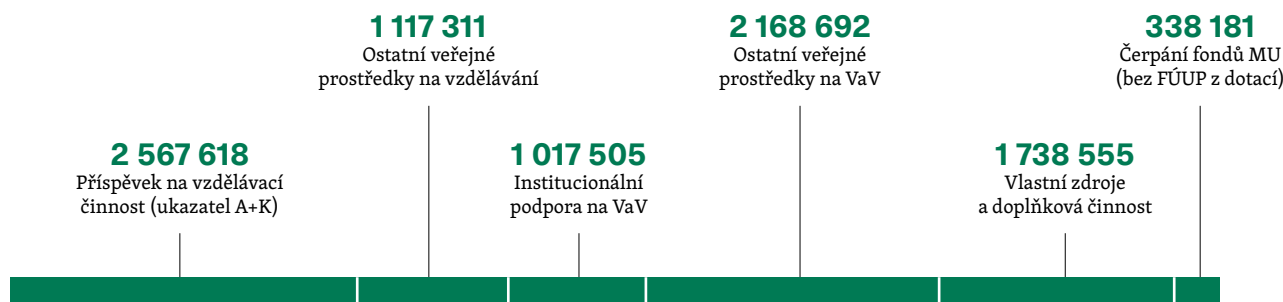 1 117 311
Ostatní veřejné
prostředky na vzdělávání
2 168 692
Ostatní veřejné
prostředky na VaV
338 181
Čerpání fondů MU
(bez FÚUP z dotací)
2 567 618
Příspěvek na vzdělávací
činnost (ukazatel A+K)
1 017 505
Institucionální
podpora na VaV
1 738 555
Vlastní zdroje
a doplňková činnost